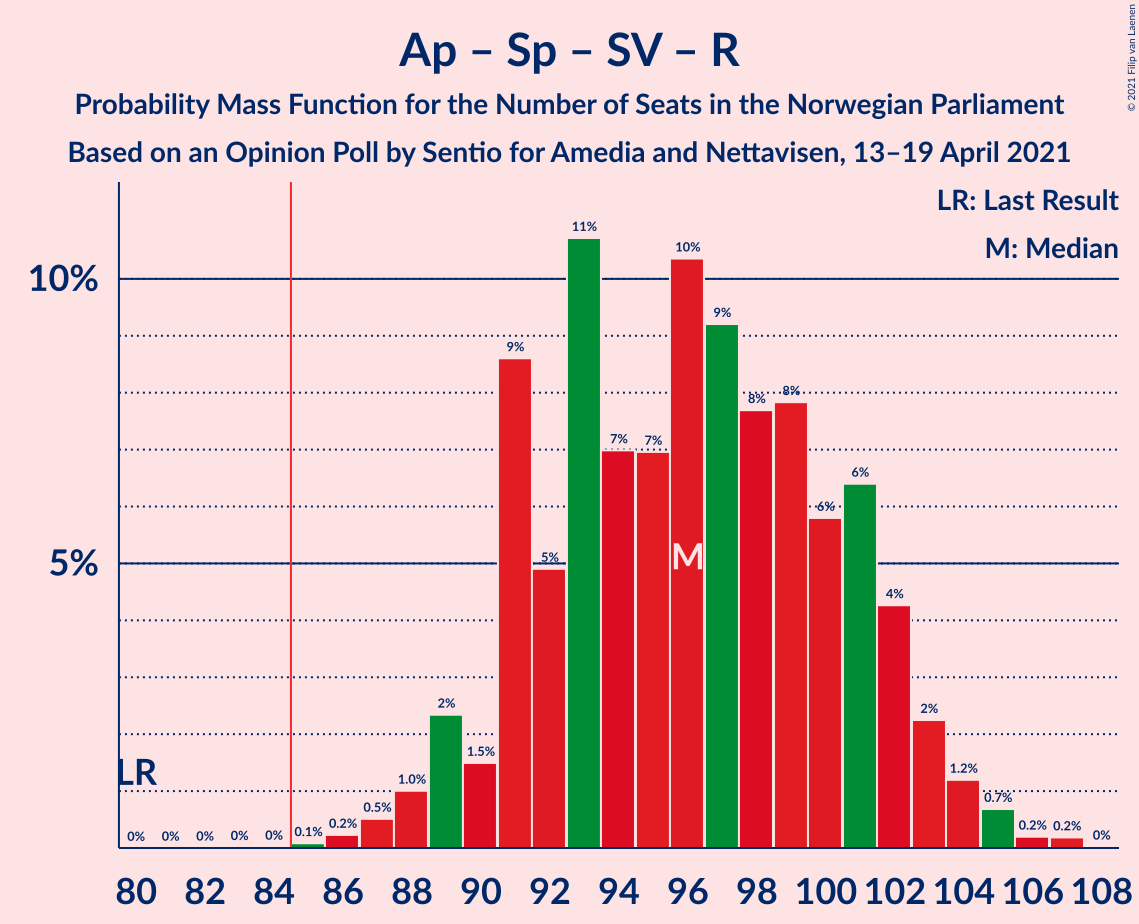 Ap – Sp – SV – R
Probability Mass Function for the Number of Seats in the Norwegian Parliament
Based on an Opinion Poll by Sentio for Amedia and Nettavisen, 13–19 April 2021
© 2021 Filip van Laenen
LR: Last Result
M: Median
10%
5%
LR
M
0% 0% 0% 0% 0% 0.1% 0.2% 0.5% 1.0% 2% 1.5% 9% 5% 11% 7% 7% 10% 9% 8% 8% 6% 6% 4% 2% 1.2% 0.7% 0.2% 0.2% 0%
80 82 84 86 88 90 92 94 96 98 100 102 104 106 108